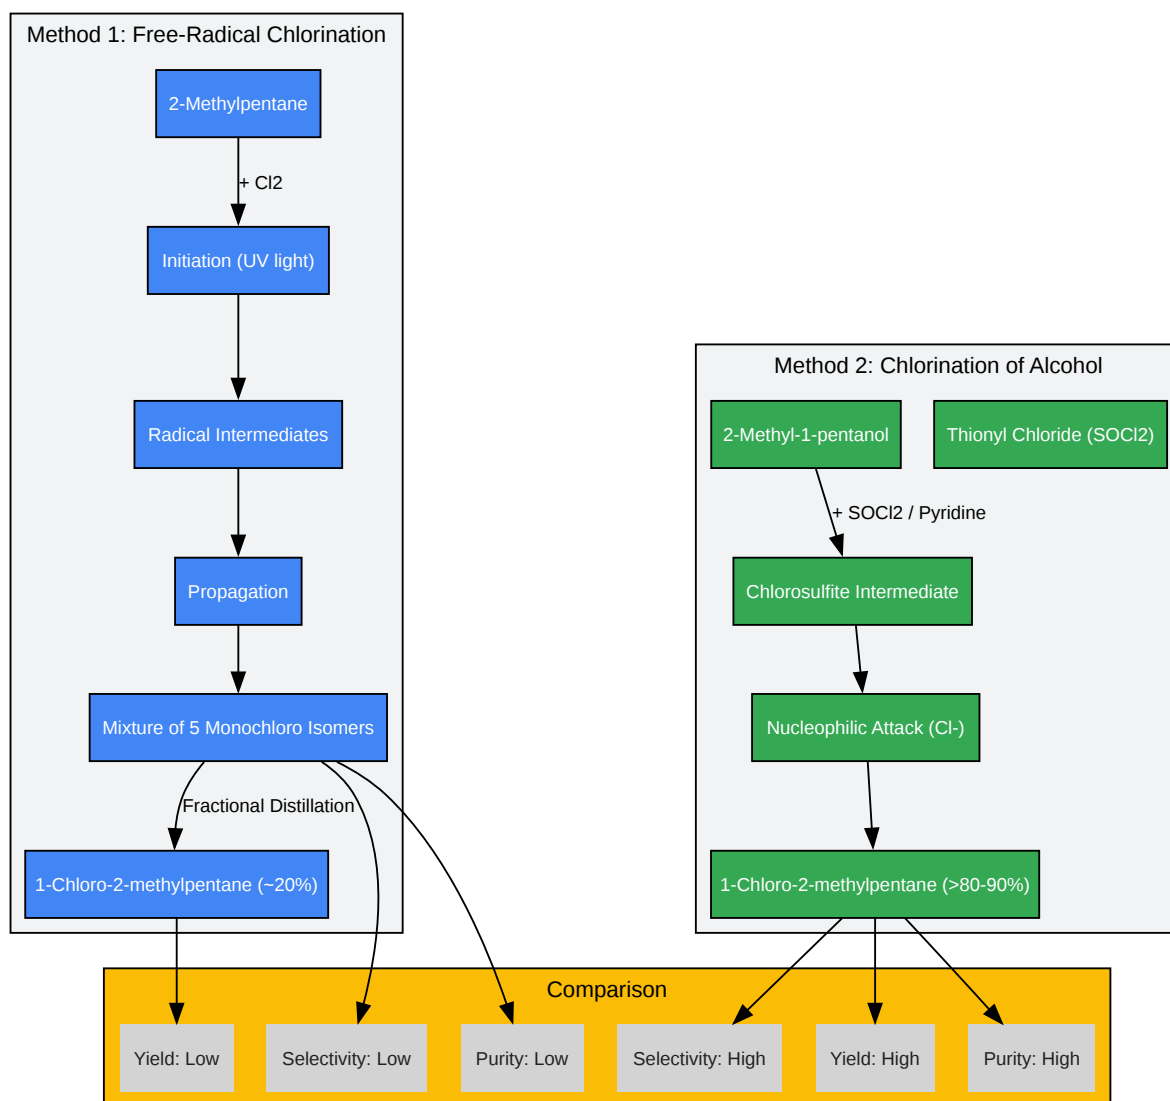 Method 1: Free-Radical Chlorination
2-Methylpentane
+ Cl2
Initiation (UV light)
Radical Intermediates
Propagation
Mixture of 5 Monochloro Isomers
Fractional Distillation
1-Chloro-2-methylpentane (~20%)
Method 2: Chlorination of Alcohol
2-Methyl-1-pentanol
Thionyl Chloride (SOCl2)
+ SOCl2 / Pyridine
Chlorosulfite Intermediate
Nucleophilic Attack (Cl-)
1-Chloro-2-methylpentane (>80-90%)
Comparison
Yield: Low
Selectivity: Low
Purity: Low
Selectivity: High
Yield: High
Purity: High